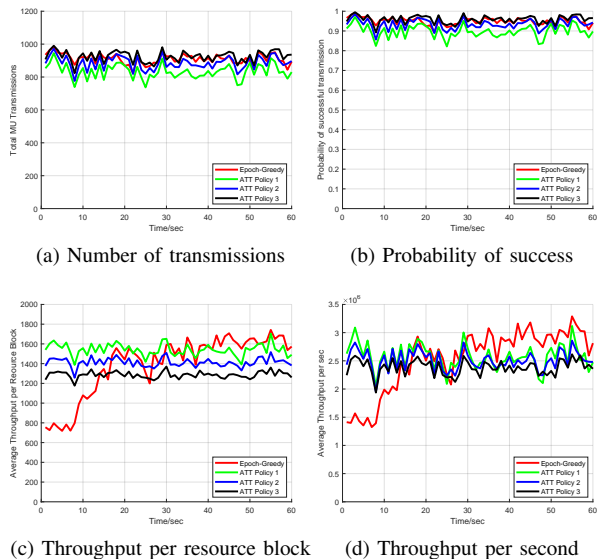 1200
1000
800
600
400
200
0
Total MU Transmissions
Epoch-Greedy
ATT Policy 1
ATT Policy 2
ATT Policy 3
0 10 20 30 40 50 60
Time/sec
(a) Number of transmissions
1
0.9
0.8
0.7
0.6
0.5
0.4
0.3
0.2
0.1
0
Probability of successful transmission
Epoch-Greedy
ATT Policy 1
ATT Policy 2
ATT Policy 3
0 10 20 30 40 50 60
Time/sec
(b) Probability of success
2000
1800
1600
1400
1200
1000
800
600
400
200
0
Average Throughput per Resouce Block
Epoch-Greedy
ATT Policy 1
ATT Policy 2
ATT Policy 3
0 10 20 30 40 50 60
Time/sec
(c) Throughput per resource block
×10⁶
3.5
3
2.5
2
1.5
1
0.5
0
Average Throughput per sec
Epoch-Greedy
ATT Policy 1
ATT Policy 2
ATT Policy 3
0 10 20 30 40 50 60
Time/sec
(d) Throughput per second